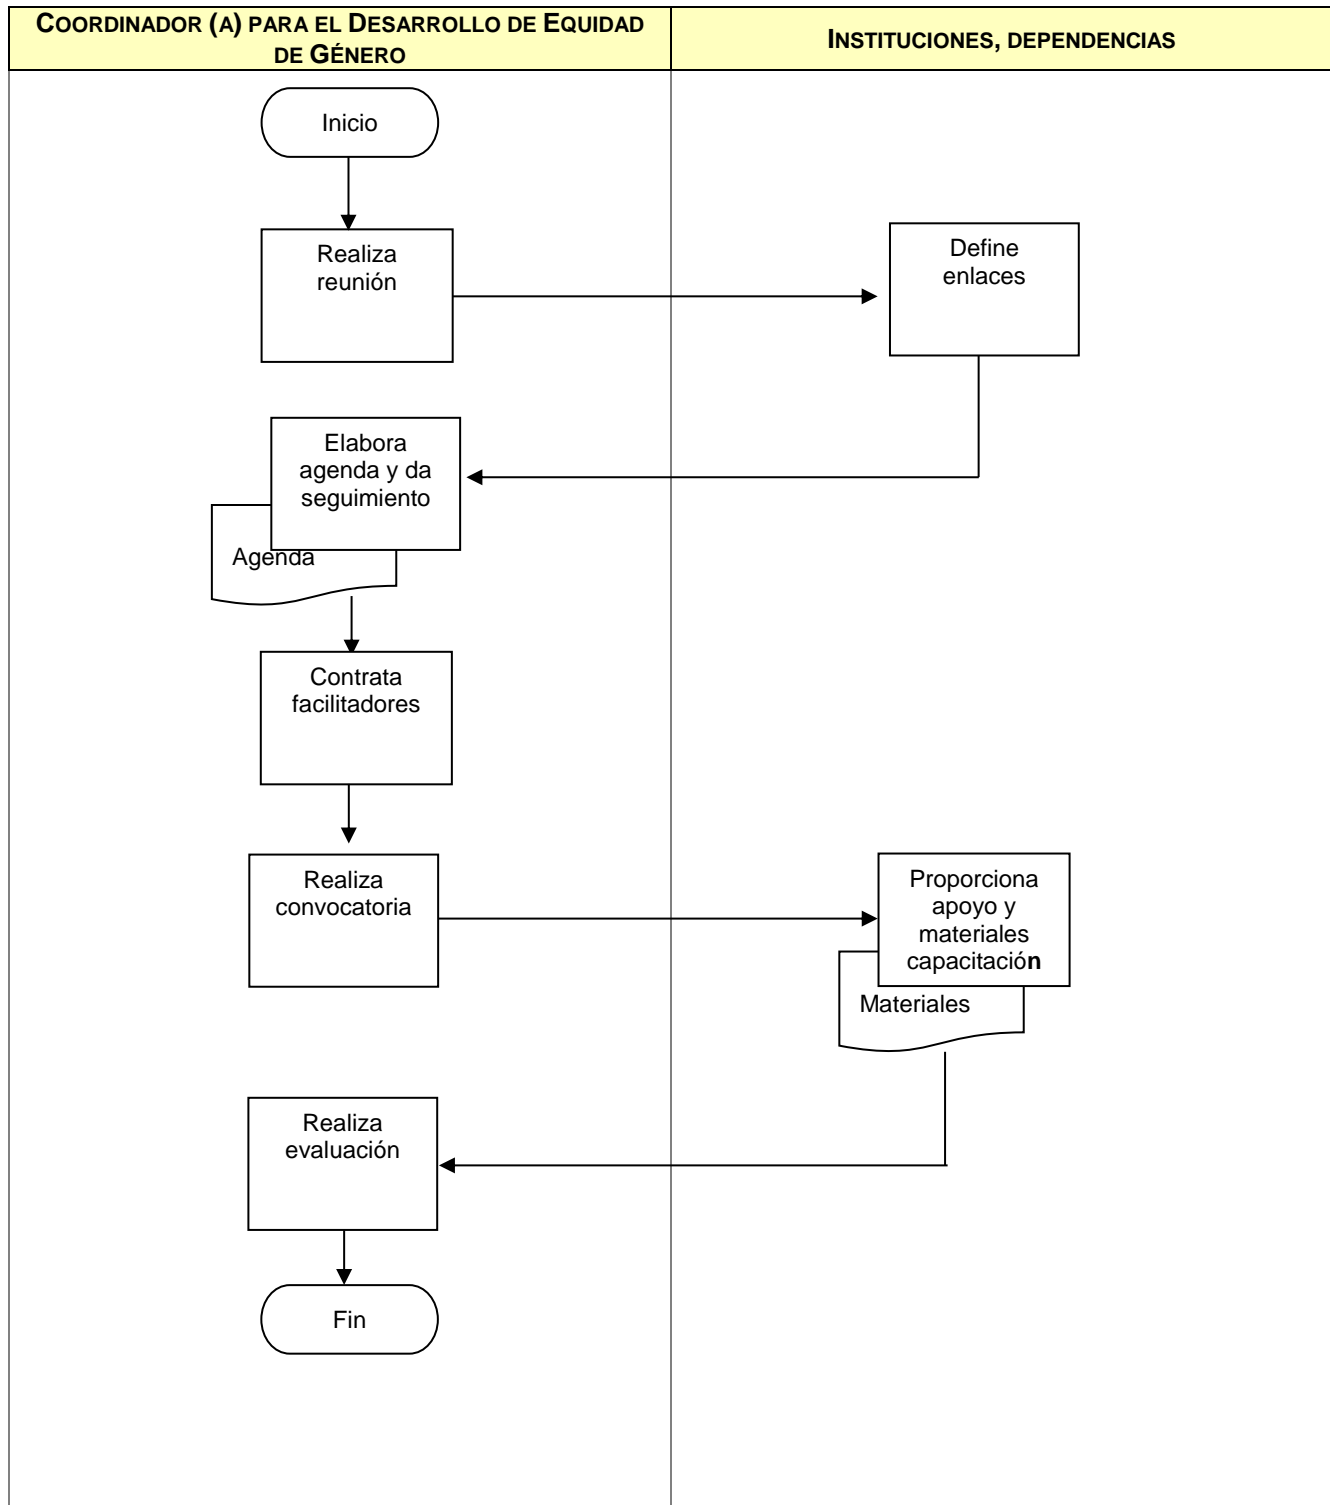 COORDINADOR (A) PARA EL DESARROLLO DE EQUIDAD
DE GÉNERO
INSTITUCIONES, DEPENDENCIAS
Inicio
Realiza
reunión
Define
enlaces
Elabora
agenda y da
seguimiento
Agenda
Contrata
facilitadores
Realiza
convocatoria
Proporciona
apoyo y
materiales
capacitación
Materiales
Realiza
evaluación
Fin